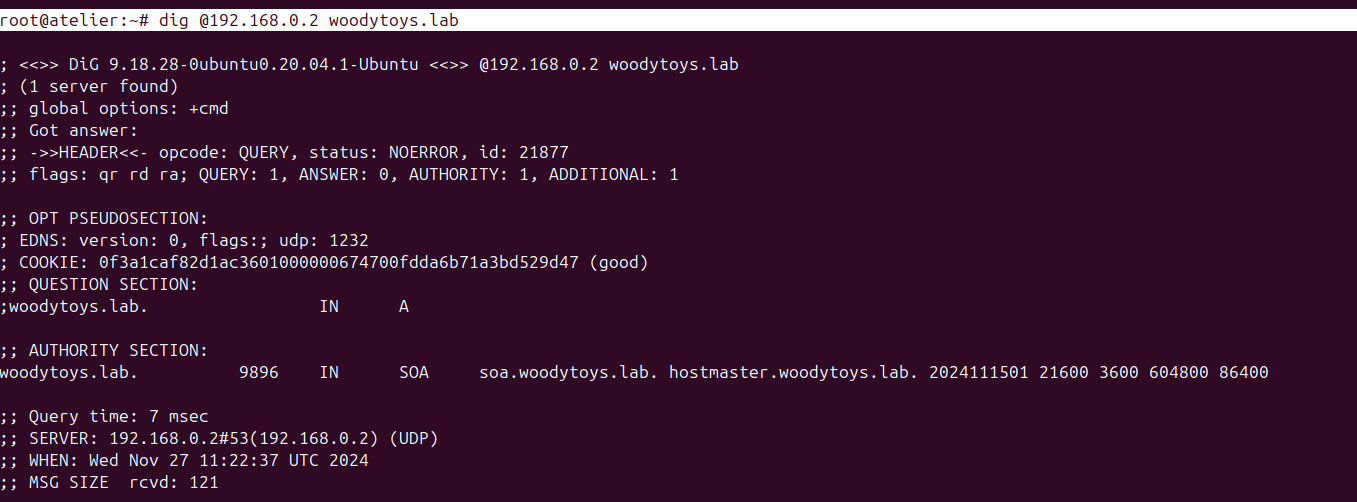 root@atelier:~# dig @192.168.0.2 woodytoys.lab
; <<>> DiG 9.18.28-0ubuntu0.20.04.1-Ubuntu <<>> @192.168.0.2 woodytoys.lab
; (1 server found)
;; global options: +cmd
;; Got answer:
;; ->>HEADER<<- opcode: QUERY, status: NOERROR, id: 21877
;; flags: qr rd ra; QUERY: 1, ANSWER: 0, AUTHORITY: 1, ADDITIONAL: 1
;; OPT PSEUDOSECTION:
; EDNS: version: 0, flags:; udp: 1232
; COOKIE: 0f3a1caf82d1ac3601000000674700fdda6b71a3bd529d47 (good)
;; QUESTION SECTION:
;woodytoys.lab. IN A
;; AUTHORITY SECTION:
woodytoys.lab. 9896 IN SOA soa.woodytoys.lab. hostmaster.woodytoys.lab. 2024111501 21600 3600 604800 86400
;; Query time: 7 msec
;; SERVER: 192.168.0.2#53(192.168.0.2) (UDP)
;; WHEN: Wed Nov 27 11:22:37 UTC 2024
;; MSG SIZE rcvd: 121